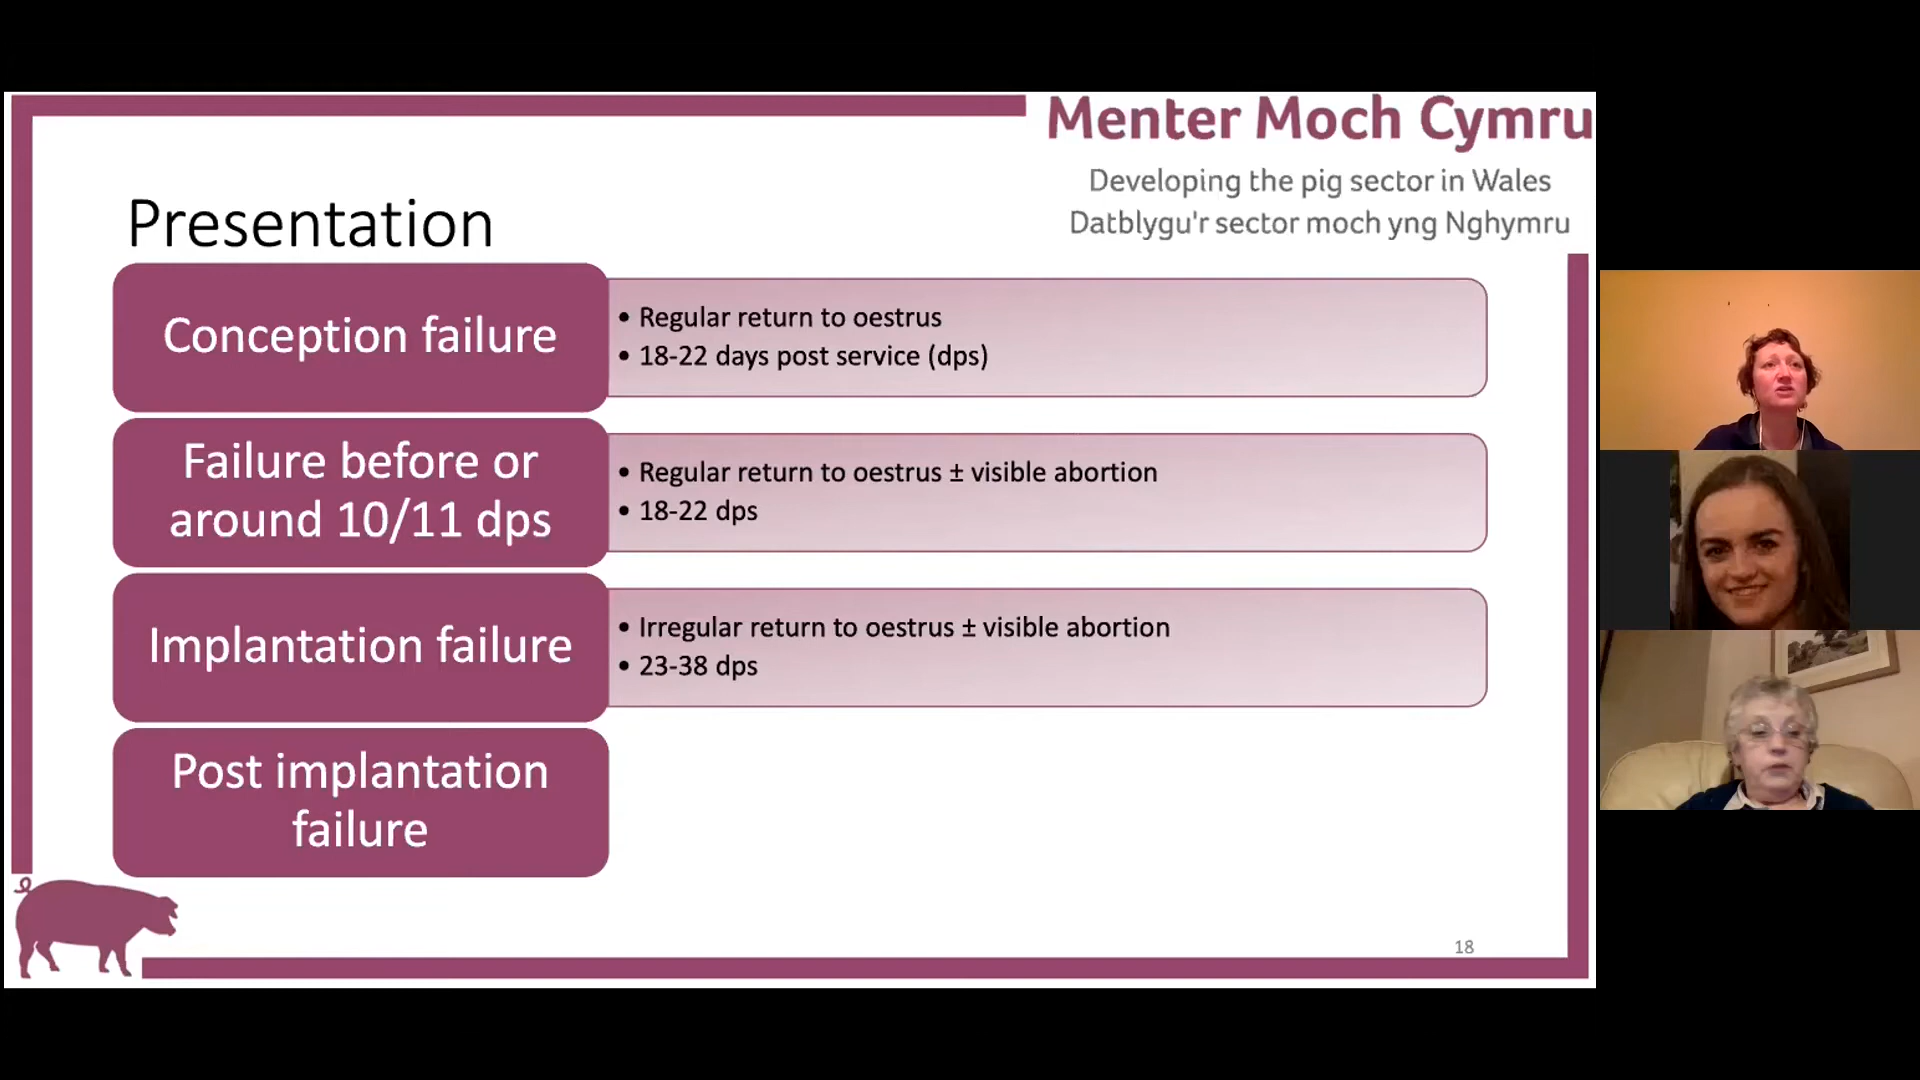 Menter Moch Cymru
Developing the pig sector in Wales
Datblygu'r sector moch yng Nghymru
Presentation
Conception failure
• Regular return to oestrus
• 18-22 days post service (dps)
Failure before or
around 10/11 dps
• Regular return to oestrus ± visible abortion
• 18-22 dps
Implantation failure
• Irregular return to oestrus ± visible abortion
• 23-38 dps
Post implantation
failure
18